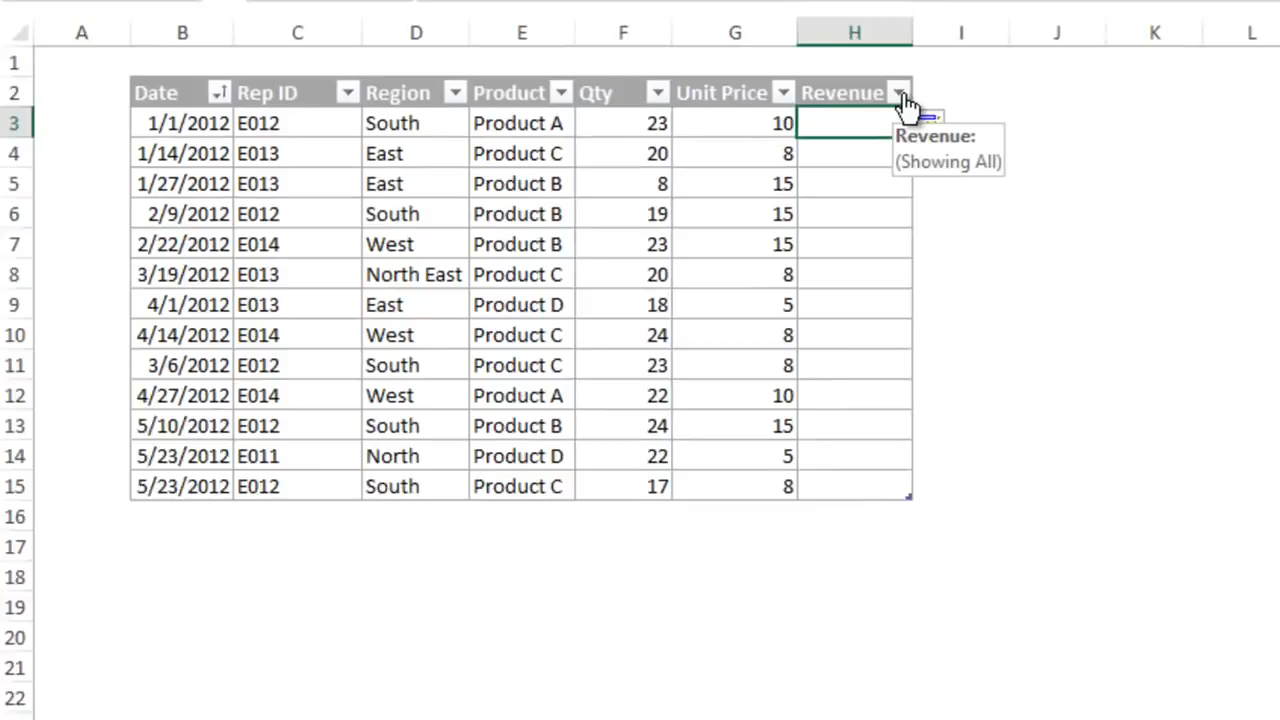 A B C D E F G H I J K L
1
2 Date Rep ID Region Product Qty Unit Price Revenue
3 1/1/2012 E012 South Product A 23 10
Revenue:
4 1/14/2012 E013 East Product C 20 8
(Showing All)
5 1/27/2012 E013 East Product B 8 15
6 2/9/2012 E012 South Product B 19 15
7 2/22/2012 E014 West Product B 23 15
8 3/19/2012 E013 North East Product C 20 8
9 4/1/2012 E013 East Product D 18 5
10 4/14/2012 E014 West Product C 24 8
11 3/6/2012 E012 South Product C 23 8
12 4/27/2012 E014 West Product A 22 10
13 5/10/2012 E012 South Product B 24 15
14 5/23/2012 E011 North Product D 22 5
15 5/23/2012 E012 South Product C 17 8
16
17
18
19
20
21
22